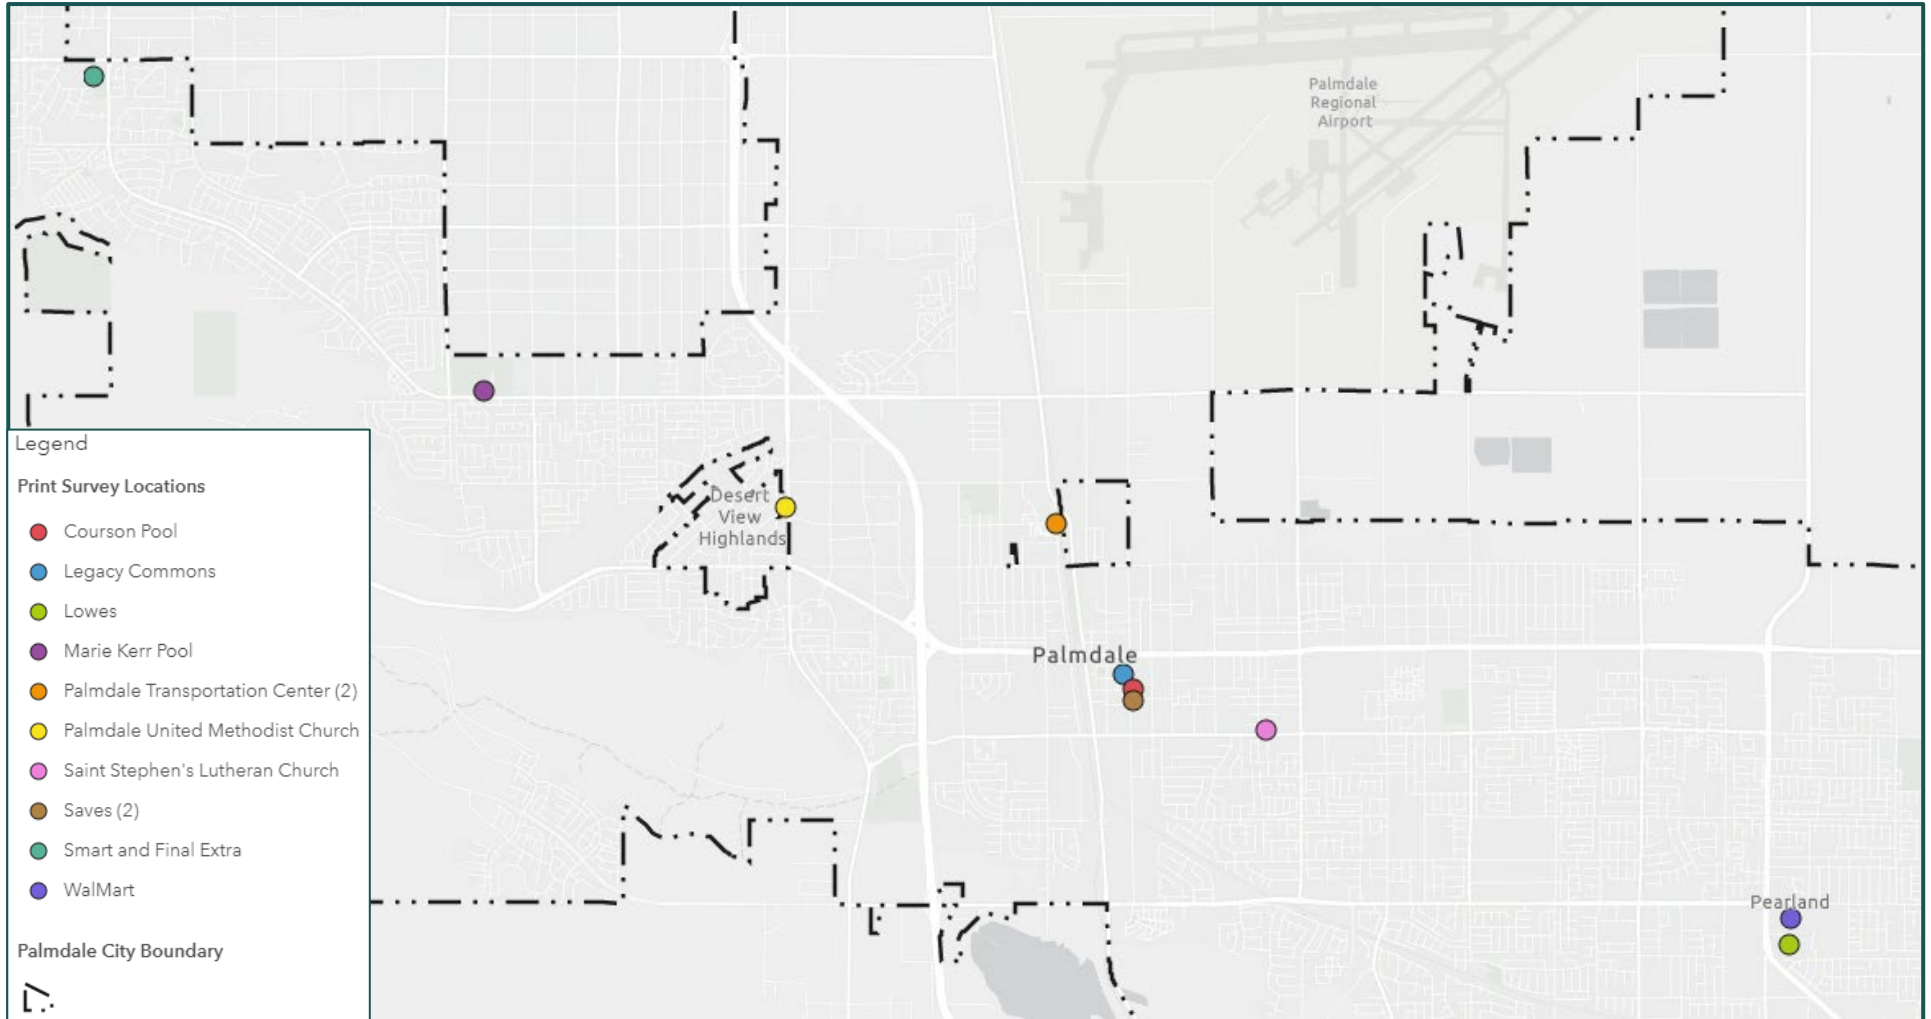 Palmdale
Regional
Airport
Desert
View
Highlands
Palmdale
Pearland
Legend
Print Survey Locations
Courson Pool
Legacy Commons
Lowes
Marie Kerr Pool
Palmdale Transportation Center (2)
Palmdale United Methodist Church
Saint Stephen's Lutheran Church
Saves (2)
Smart and Final Extra
WalMart
Palmdale City Boundary